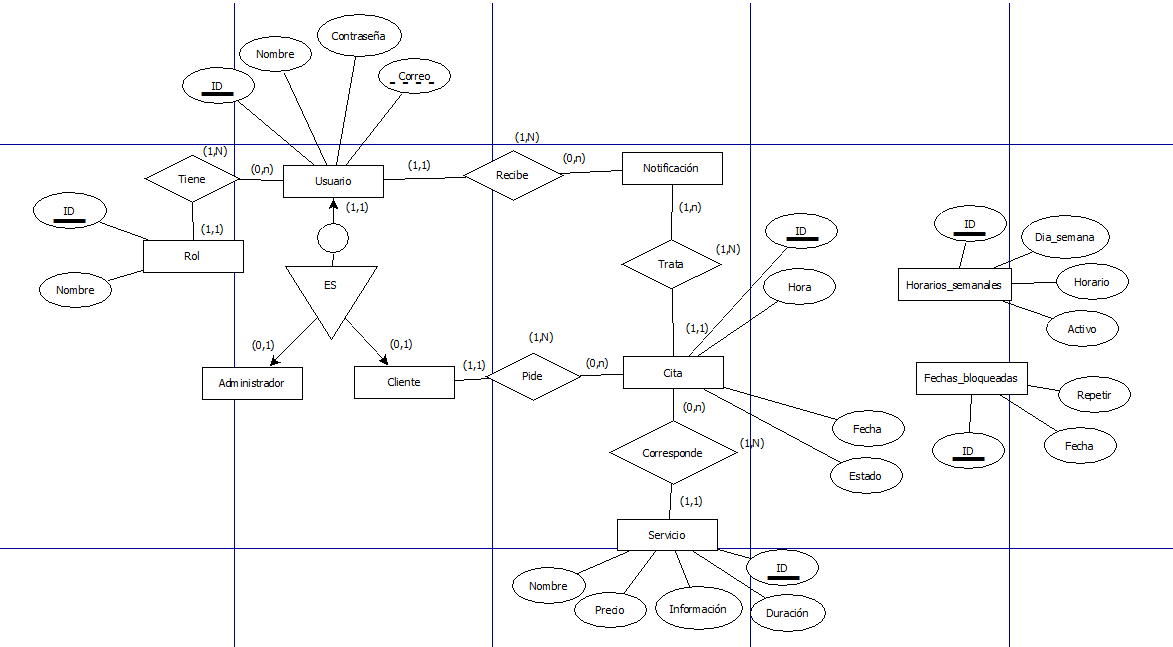 Contraseña
Nombre
Correo
ID
(1,N)
(1,N)
(0,n)
(1,1)
(0,n)
Notificación
Tiene
Usuario
Recibe
ID
(1,1)
(1,n)
(1,1)
ID
ID
Dia_semana
Rol
Trata
(1,N)
Nombre
ES
Hora
Horarios_semanales
Horario
(1,1)
Activo
(0,1)
(0,1)
(1,N)
(1,1)
(0,n)
Administrador
Cliente
Pide
Cita
Fechas_bloqueadas
Repetir
(0,n)
Fecha
(1,N)
Fecha
Corresponde
ID
Estado
(1,1)
Servicio
ID
Nombre
Precio
Información
Duración